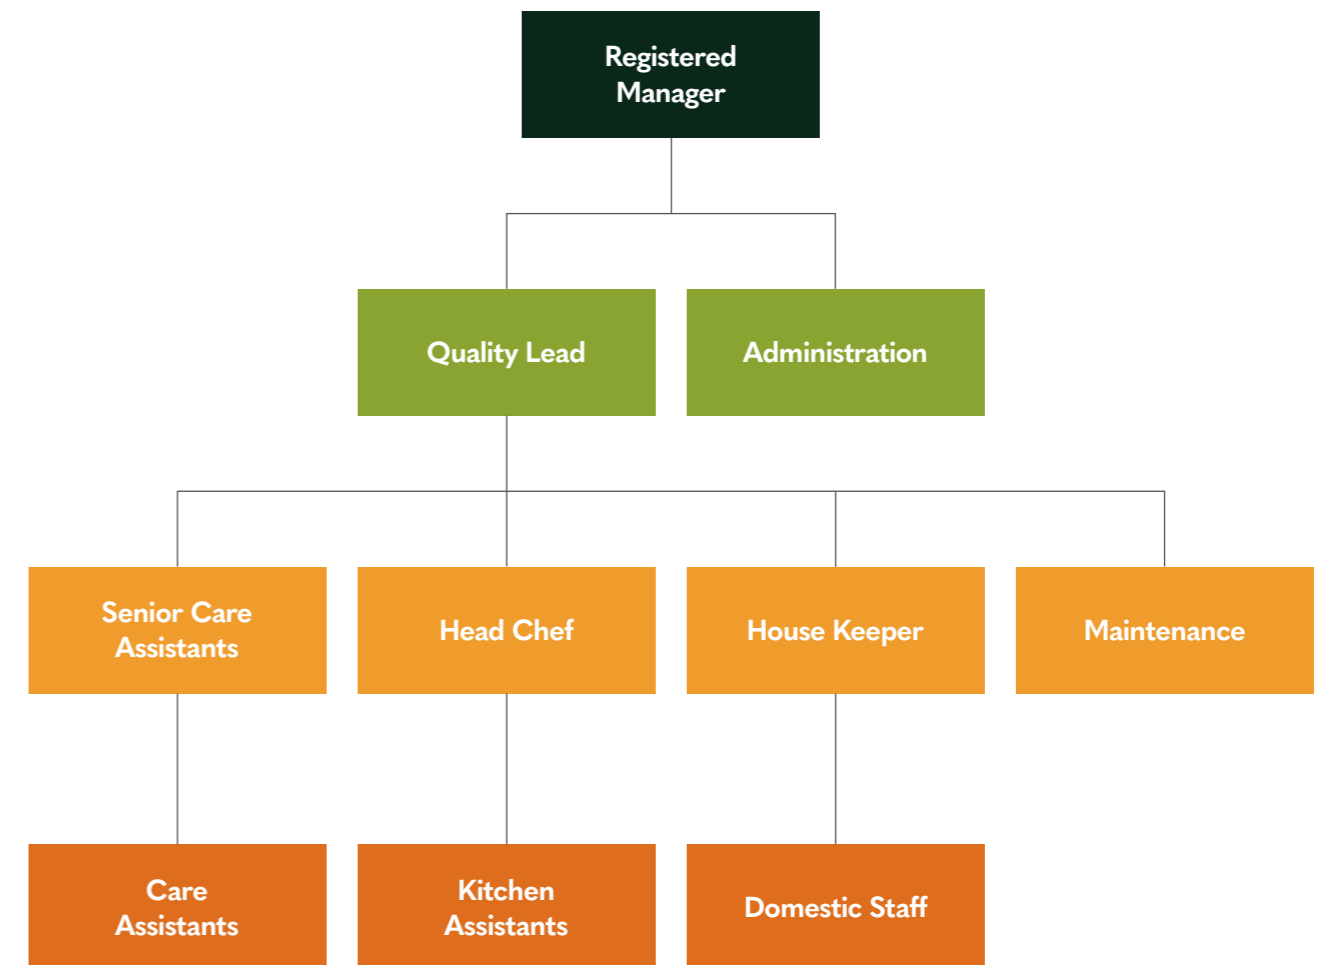 Registered
Manager
Quality Lead
Administration
Senior Care
Assistants
Head Chef
House Keeper
Maintenance
Care
Assistants
Kitchen
Assistants
Domestic Staff